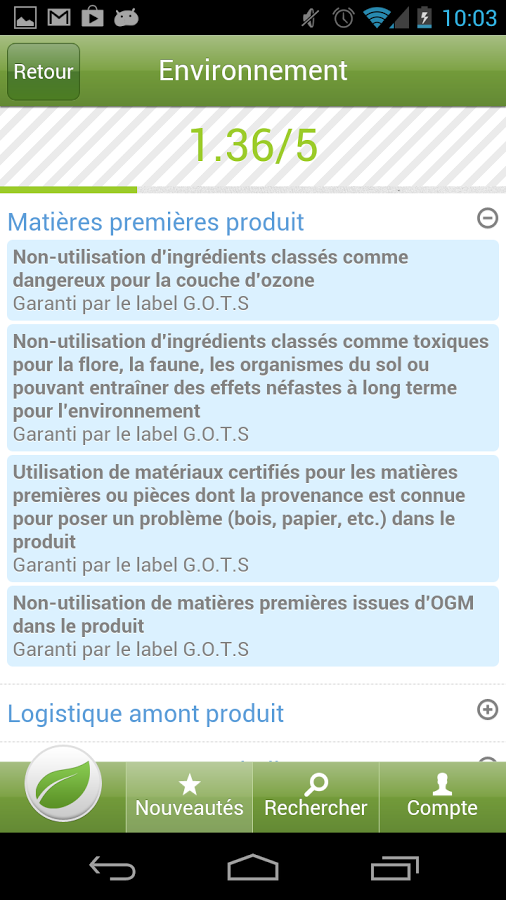 10:03
Retour
Environnement
1.36/5
Matières premières produit
Non-utilisation d'ingrédients classés comme
dangereux pour la couche d'ozone
Garanti par le label G.O.T.S
Non-utilisation d'ingrédients classés comme toxiques
pour la flore, la faune, les organismes du sol ou
pouvant entraîner des effets néfastes à long terme
pour l'environnement
Garanti par le label G.O.T.S
Utilisation de matériaux certifiés pour les matières
premières ou pièces dont la provenance est connue
pour poser un problème (bois, papier, etc.) dans le
produit
Garanti par le label G.O.T.S
Non-utilisation de matières premières issues d'OGM
dans le produit
Garanti par le label G.O.T.S
Logistique amont produit
Nouveautés
Rechercher
Compte